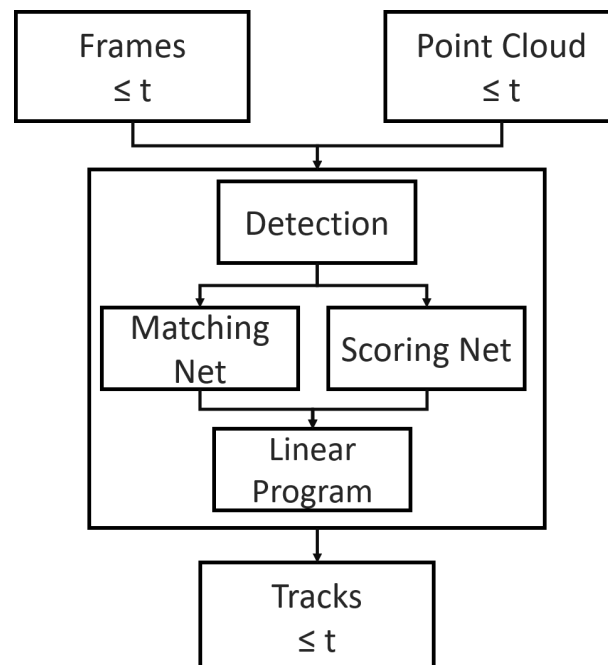 Frames
≤ t
Point Cloud
≤ t
Detection
Matching
Net
Scoring Net
Linear
Program
Tracks
≤ t